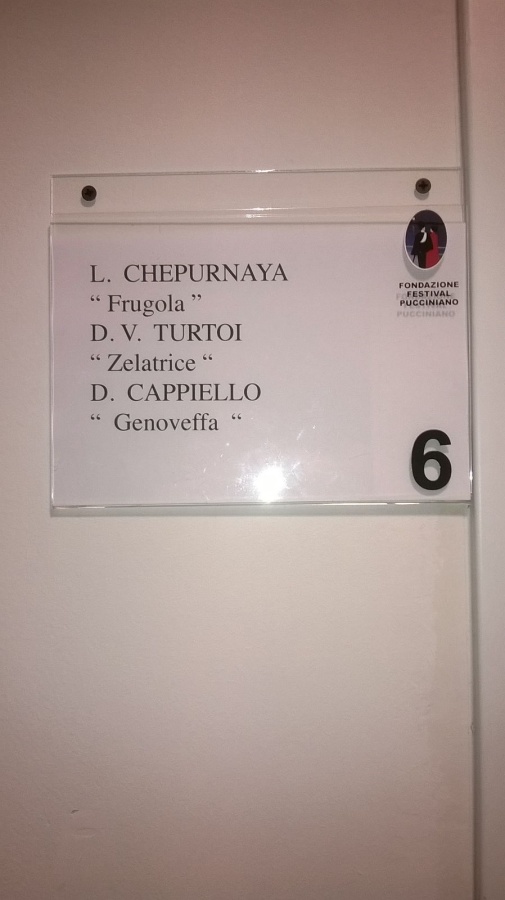 L. CHEPURNAYA
“ Frugola ”
D. V. TURTOI
“ Zelatrice “
D. CAPPIELLO
“ Genoveffa “
FONDAZIONE
FESTIVAL
PUCCINIANO
6